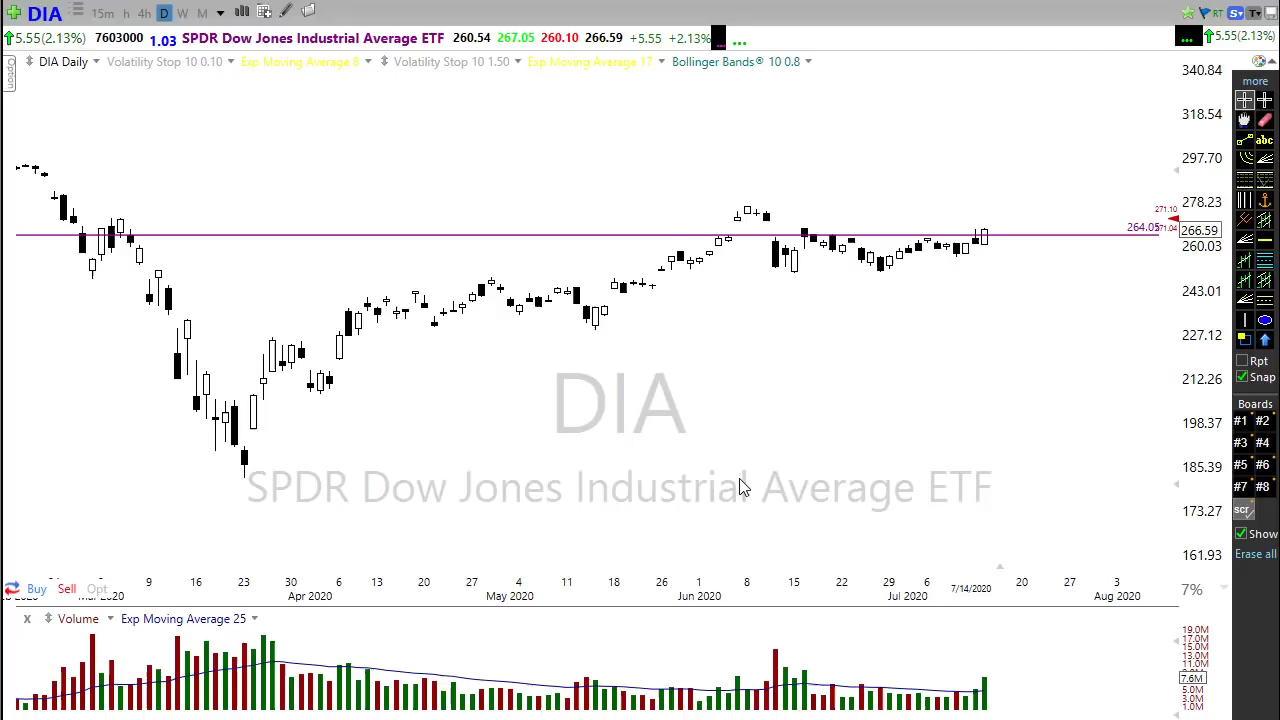 DIA 15m 1h 4h D W M RT S T
5.55(2.13%) 7603000 1.03 SPDR Dow Jones Industrial Average ETF 260.54 267.05 260.10 266.59 +5.55 +2.13% ... ... 5.55(2.13%)
Option
DIA Daily Volatility Stop 10 0.10 Exp Moving Average 8 Volatility Stop 10 1.50 Exp Moving Average 17 Bollinger Bands® 10 0.8
340.84
318.54
297.70
278.23
271.10
264.05
266.59
260.03
243.01
227.12
212.26
198.37
185.39
173.27
161.93
DIA
SPDR Dow Jones Industrial Average ETF
more
abc
Rpt
Snap
Boards
#1 #2
#3 #4
#5 #6
#7 #8
scr
Show
Erase all
9 16 23 30 6 13 20 27 4 11 18 26 1 8 15 22 29 6 20 27 3
Apr 2020 May 2020 Jun 2020 Jul 2020 7/14/2020 Aug 2020
Buy Sell Opt
7%
X Volume Exp Moving Average 25
19.0M
17.0M
15.0M
13.0M
11.0M
9.0M
7.6M
5.0M
3.0M
1.0M